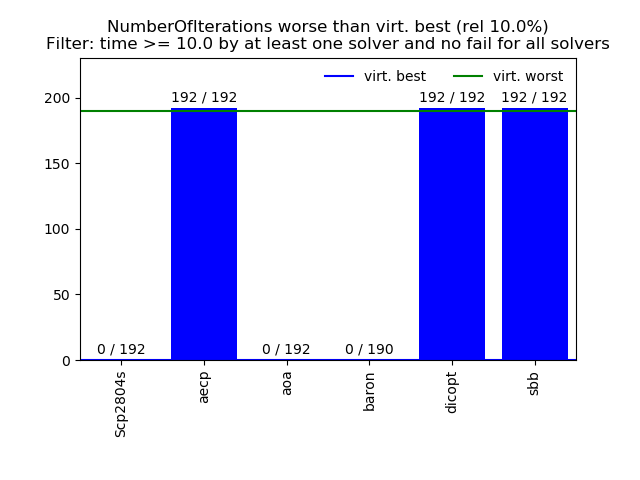 NumberOfIterations worse than virt. best (rel 10.0%)
Filter: time >= 10.0 by at least one solver and no fail for all solvers
virt. best
virt. worst
192 / 192
192 / 192
192 / 192
0 / 192
0 / 192
0 / 190
200
150
100
50
0
Scp2804s
aecp
aoa
baron
dicopt
sbb